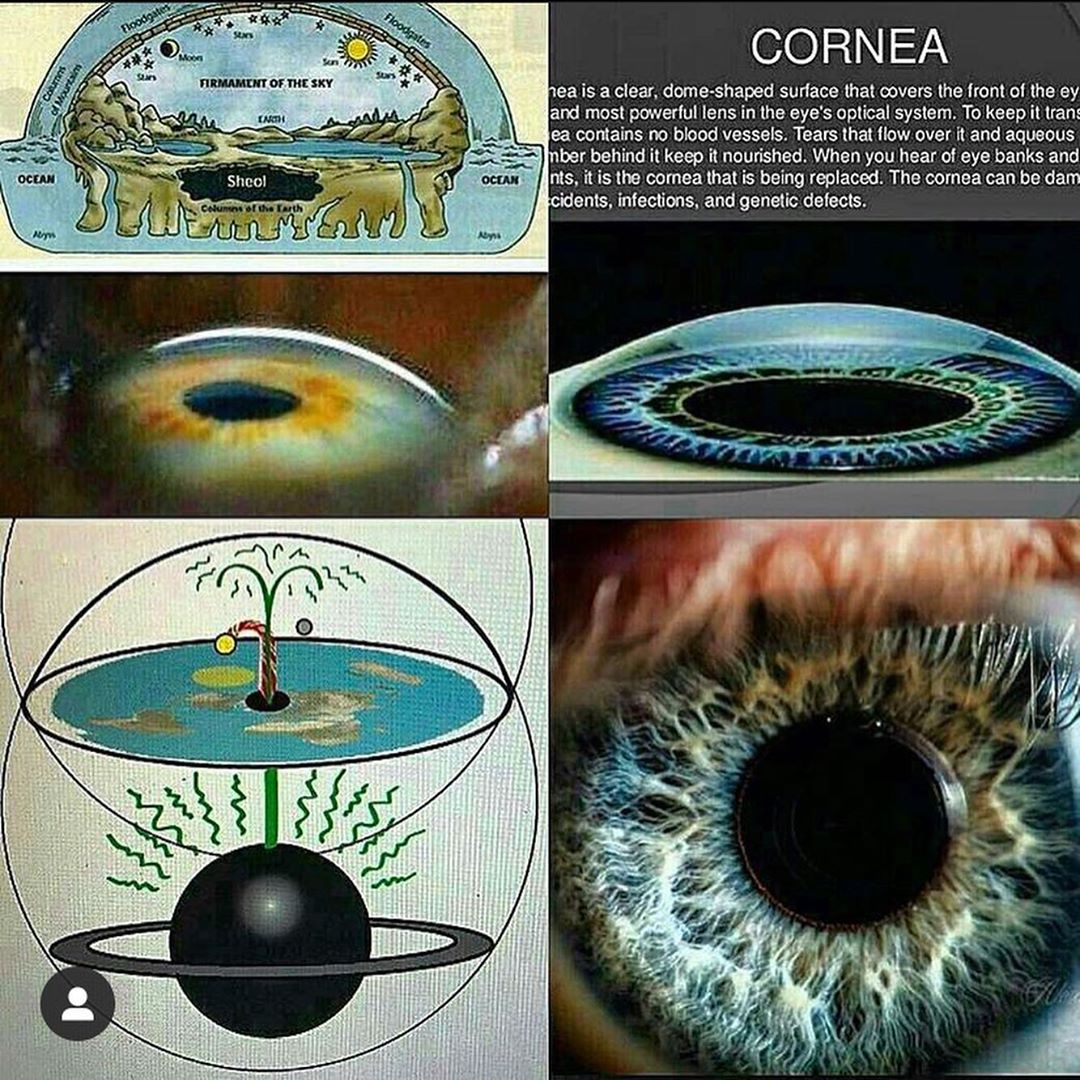 Floodgates
Floodgates
Stars
Moon
Sun
Stars
Stars
Columns
of Mountains
FIRMAMENT OF THE SKY
EARTH
OCEAN
Sheol
OCEAN
Columns of the Earth
Abyss
Abyss
CORNEA
nea is a clear, dome-shaped surface that covers the front of the ey
and most powerful lens in the eye's optical system. To keep it trans
ea contains no blood vessels. Tears that flow over it and aqueous
mber behind it keep it nourished. When you hear of eye banks and
nts, it is the cornea that is being replaced. The cornea can be dam
cidents, infections, and genetic defects.